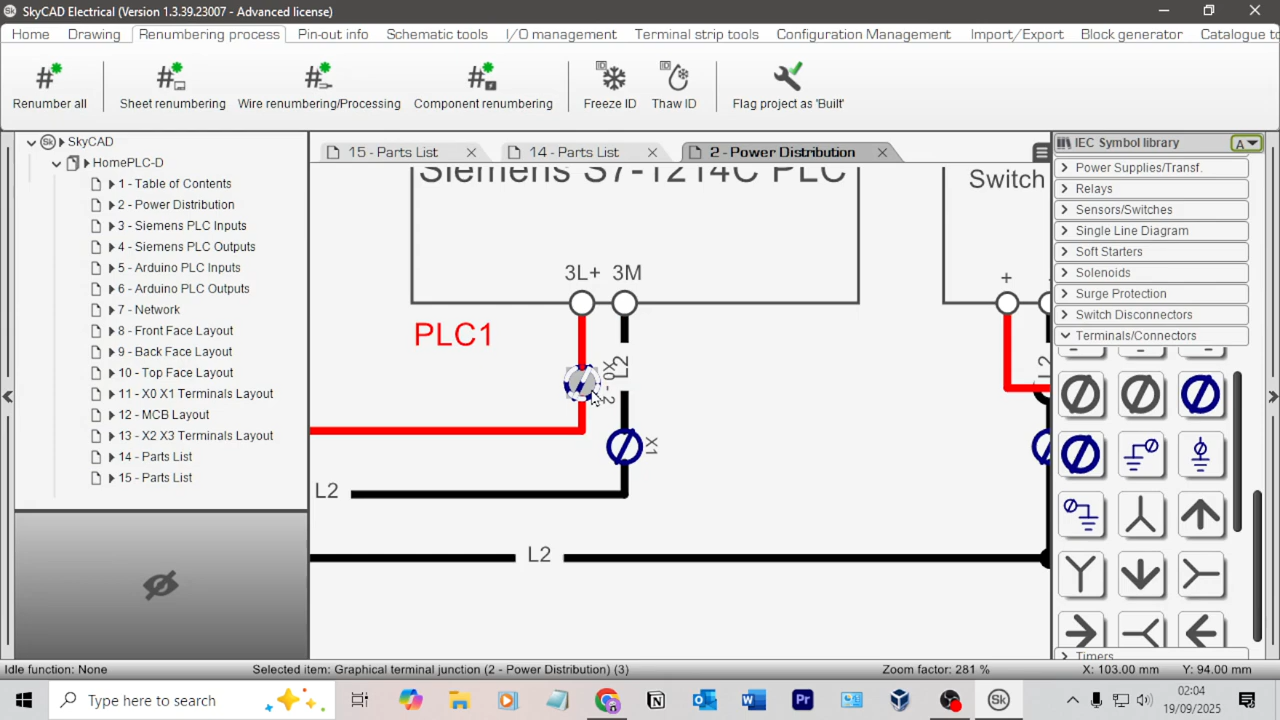 SkyCAD Electrical (Version 1.3.39.23007 - Advanced license)
Home Drawing Renumbering process Pin-out info Schematic tools I/O management Terminal strip tools Configuration Management Import/Export Block generator Catalogue to
Renumber all Sheet renumbering Wire renumbering/Processing Component renumbering Freeze ID Thaw ID Flag project as 'Built'
SkyCAD
HomePLC-D
1 - Table of Contents
2 - Power Distribution
3 - Siemens PLC Inputs
4 - Siemens PLC Outputs
5 - Arduino PLC Inputs
6 - Arduino PLC Outputs
7 - Network
8 - Front Face Layout
9 - Back Face Layout
10 - Top Face Layout
11 - X0 X1 Terminals Layout
12 - MCB Layout
13 - X2 X3 Terminals Layout
14 - Parts List
15 - Parts List
15 - Parts List 14 - Parts List 2 - Power Distribution
Siemens S7-1214C PLC
Switch
3L+ 3M
+
PLC1
L2
X0 - 2
L2
X1
L2
L2
IEC Symbol library
A
Power Supplies/Transf.
Relays
Sensors/Switches
Single Line Diagram
Soft Starters
Solenoids
Surge Protection
Switch Disconnectors
Terminals/Connectors
Timers
Idle function: None Selected item: Graphical terminal junction (2 - Power Distribution) (3) Zoom factor: 281 % X: 103.00 mm Y: 94.00 mm
Type here to search
02:04
19/09/2025